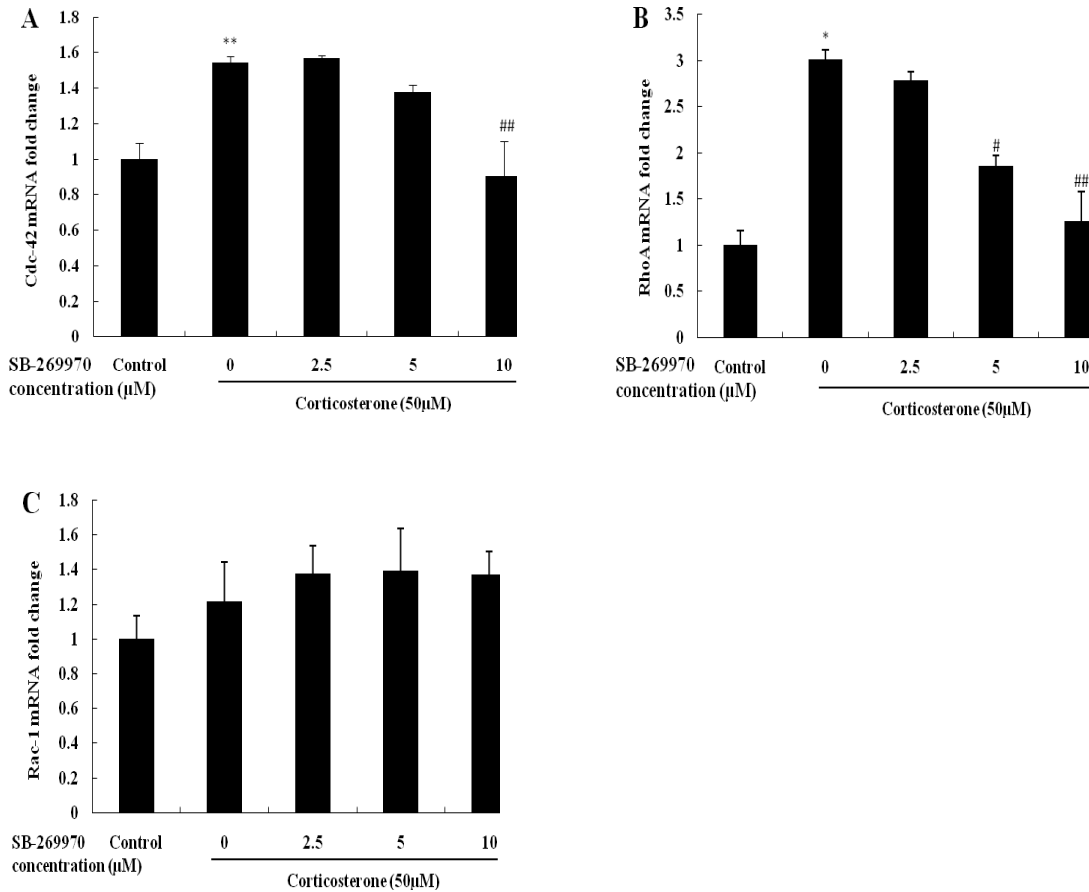 A
Cdc-42 mRNA fold change
1.8
1.6
1.4
1.2
1
0.8
0.6
0.4
0.2
0
**
##
SB-269970 Control 0 2.5 5 10
concentration (μM)
Corticosterone (50μM)
B
RhoA mRNA fold change
3.5
3
2.5
2
1.5
1
0.5
0
*
#
##
SB-269970 Control 0 2.5 5 10
concentration (μM)
Corticosterone (50μM)
C
Rac-1 mRNA fold change
1.8
1.6
1.4
1.2
1
0.8
0.6
0.4
0.2
0
SB-269970 Control 0 2.5 5 10
concentration (μM)
Corticosterone (50μM)